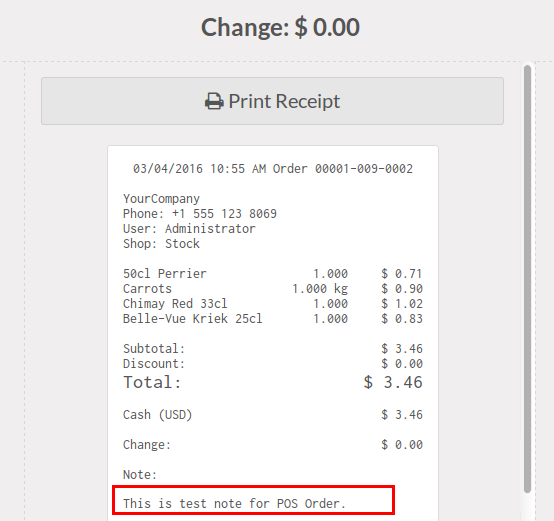 Change: $ 0.00
Print Receipt
03/04/2016 10:55 AM Order 00001-009-0002
YourCompany
Phone: +1 555 123 8069
User: Administrator
Shop: Stock
50cl Perrier 1.000 $ 0.71
Carrots 1.000 kg $ 0.90
Chimay Red 33cl 1.000 $ 1.02
Belle-Vue Kriek 25cl 1.000 $ 0.83
Subtotal: $ 3.46
Discount: $ 0.00
Total: $ 3.46
Cash (USD) $ 3.46
Change: $ 0.00
Note:
This is test note for POS Order.